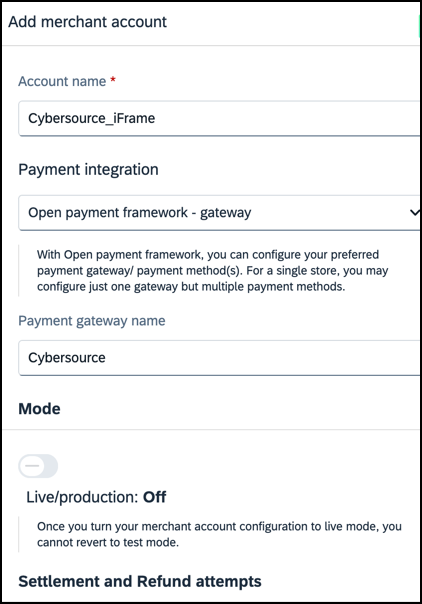 Add merchant account
Account name *
Cybersource_iFrame
Payment integration
Open payment framework - gateway
With Open payment framework, you can configure your preferred
payment gateway/ payment method(s). For a single store, you may
configure just one gateway but multiple payment methods.
Payment gateway name
Cybersource
Mode
Live/production: Off
Once you turn your merchant account configuration to live mode, you
cannot revert to test mode.
Settlement and Refund attempts